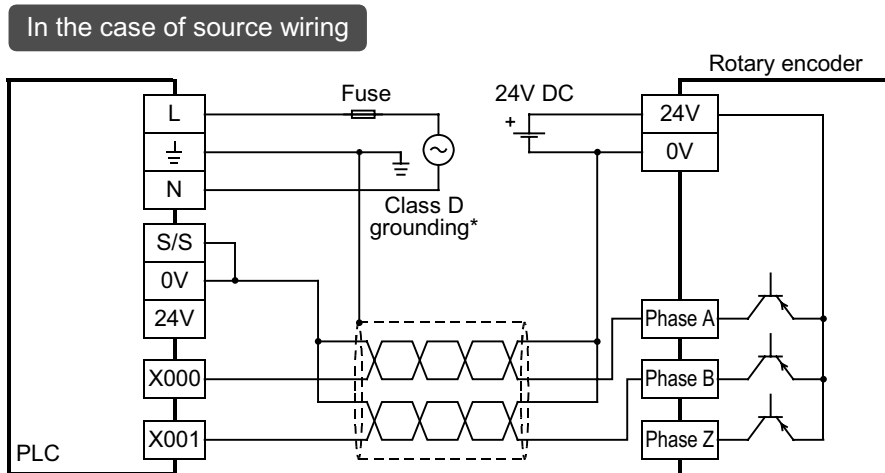 In the case of source wiring
Rotary encoder
L
N
S/S
0V
24V
X000
X001
PLC
Fuse
Class D
grounding*
24V DC
+
24V
0V
Phase A
Phase B
Phase Z